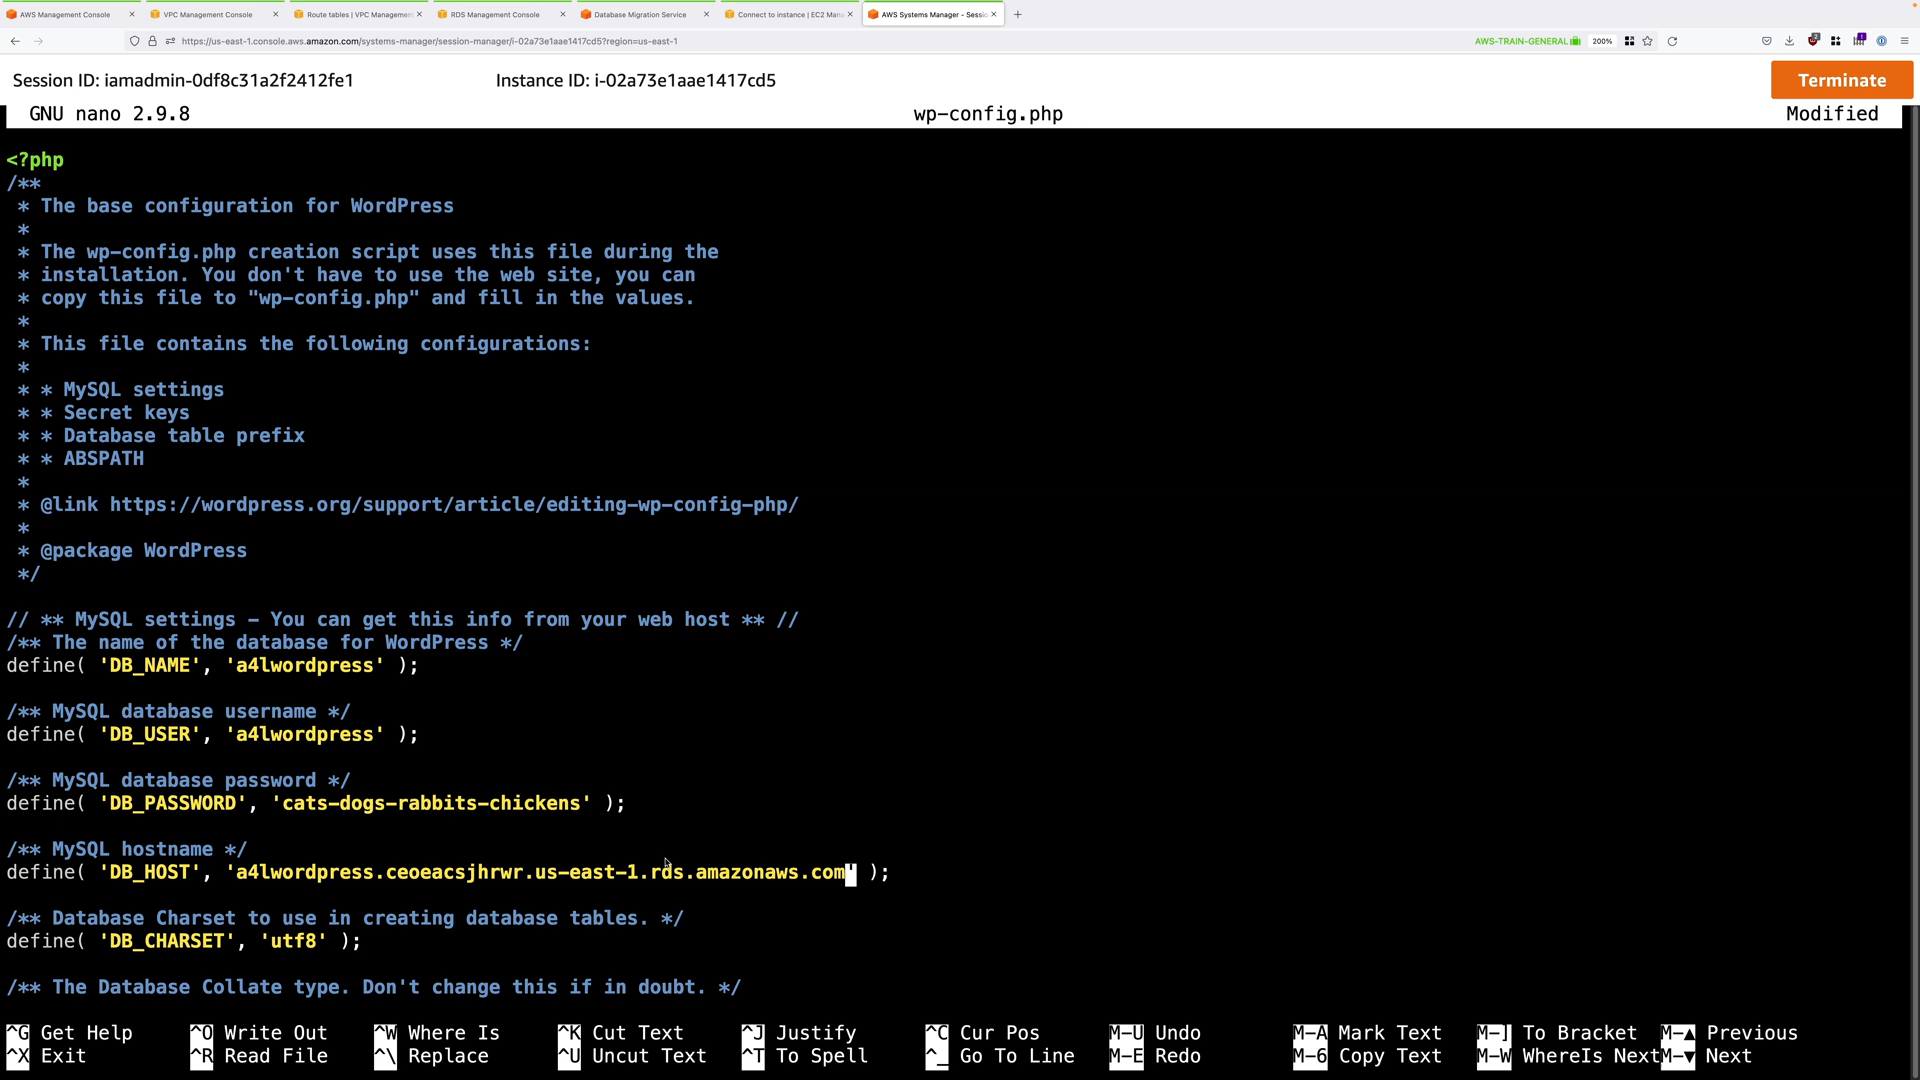 AWS Management Console
VPC Management Console
Route tables | VPC Managemen
RDS Management Console
Database Migration Service
Connect to instance | EC2 Mana
AWS Systems Manager - Sessio
https://us-east-1.console.aws.amazon.com/systems-manager/session-manager/i-02a73e1aae1417cd5?region=us-east-1
AWS-TRAIN-GENERAL
200%
Session ID: iamadmin-0df8c31a2f2412fe1
Instance ID: i-02a73e1aae1417cd5
Terminate
GNU nano 2.9.8
wp-config.php
Modified
<?php
/**
 * The base configuration for WordPress
 *
 * The wp-config.php creation script uses this file during the
 * installation. You don't have to use the web site, you can
 * copy this file to "wp-config.php" and fill in the values.
 *
 * This file contains the following configurations:
 *
 * * MySQL settings
 * * Secret keys
 * * Database table prefix
 * * ABSPATH
 *
 * @link https://wordpress.org/support/article/editing-wp-config-php/
 *
 * @package WordPress
 */
// ** MySQL settings - You can get this info from your web host ** //
/** The name of the database for WordPress */
define( 'DB_NAME', 'a4lwordpress' );
/** MySQL database username */
define( 'DB_USER', 'a4lwordpress' );
/** MySQL database password */
define( 'DB_PASSWORD', 'cats-dogs-rabbits-chickens' );
/** MySQL hostname */
define( 'DB_HOST', 'a4lwordpress.ceoeacsjhrwr.us-east-1.rds.amazonaws.com' );
/** Database Charset to use in creating database tables. */
define( 'DB_CHARSET', 'utf8' );
/** The Database Collate type. Don't change this if in doubt. */
^G Get Help ^O Write Out ^W Where Is ^K Cut Text ^J Justify ^C Cur Pos M-U Undo M-A Mark Text M-] To Bracket M-▲ Previous
^X Exit ^R Read File ^\ Replace ^U Uncut Text ^T To Spell ^_ Go To Line M-E Redo M-6 Copy Text M-W WhereIs Next M-▼ Next